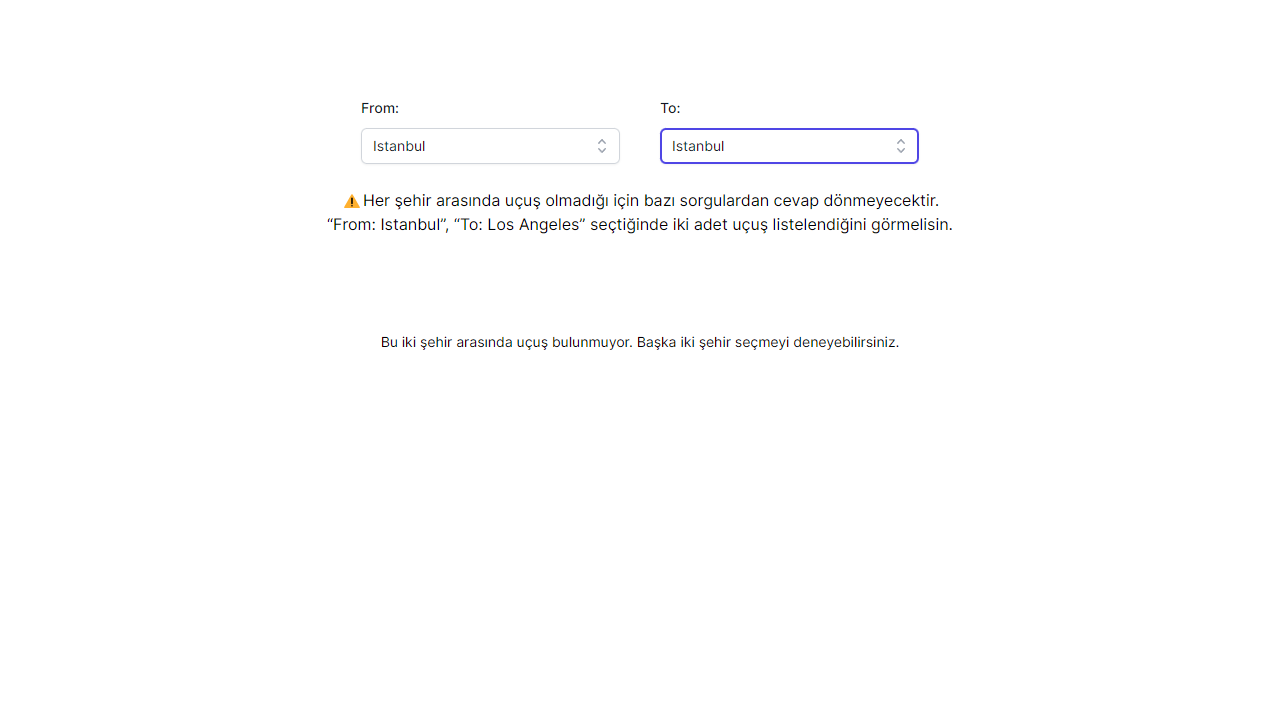 From:
To:
Istanbul
Istanbul
⚠️Her şehir arasında uçuş olmadığı için bazı sorgulardan cevap dönmeyecektir.
“From: Istanbul”, “To: Los Angeles” seçtiğinde iki adet uçuş listelendiğini görmelisin.
Bu iki şehir arasında uçuş bulunmuyor. Başka iki şehir seçmeyi deneyebilirsiniz.